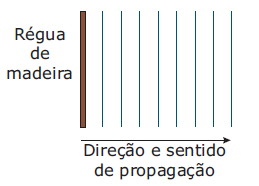 Régua
de
madeira
Direção e sentido
de propagação